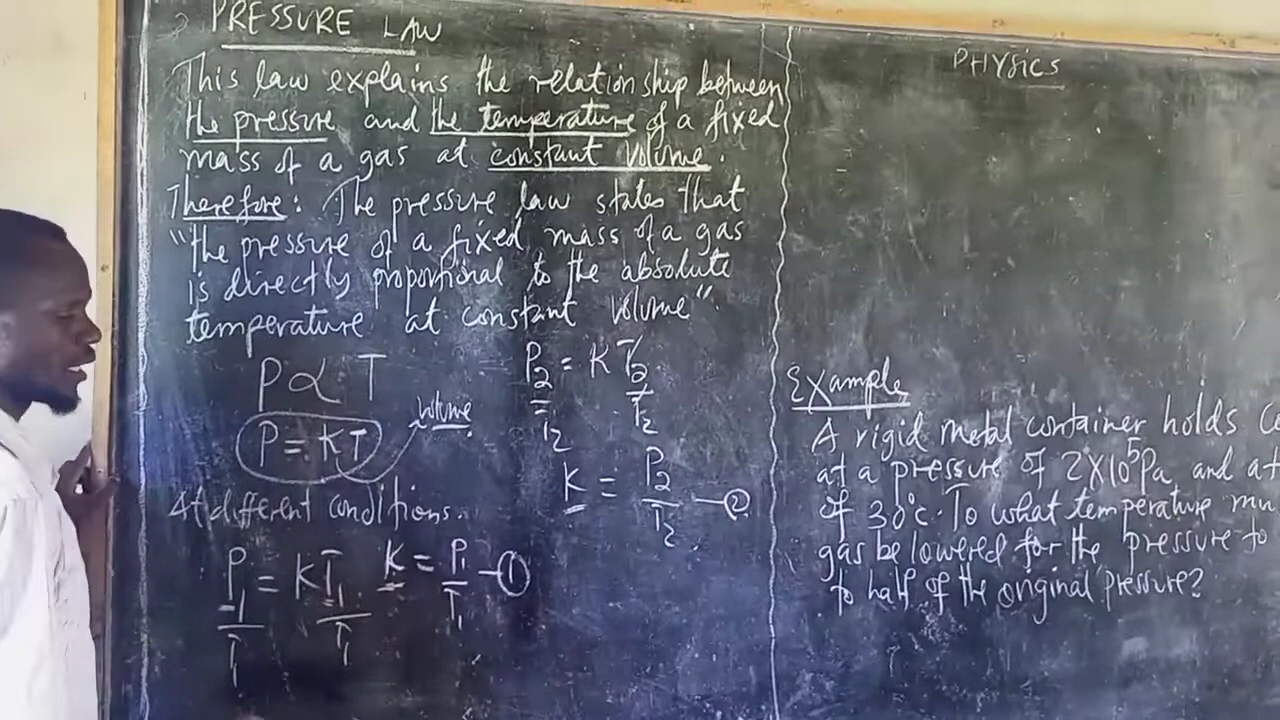 PRESSURE LAW
This law explains the relationship between
the pressure and the temperature of a fixed
mass of a gas at constant volume.
Therefore: The pressure law states that
"the pressure of a fixed mass of a gas
is directly proportional to the absolute
temperature at constant volume".
P ∝ T
P = KT
volume
At different conditions.
P₁/T₁ = KT₁/T₁ K = P₁/T₁ —①
P₂/T₂ = KT₂/T₂
K = P₂/T₂ —②
PHYSICS
Example
A rigid metal container holds
at a pressure of 2X10⁵Pa and at
of 30°c. To what temperature
gas be lowered for the pressure to
to half of the original pressure?